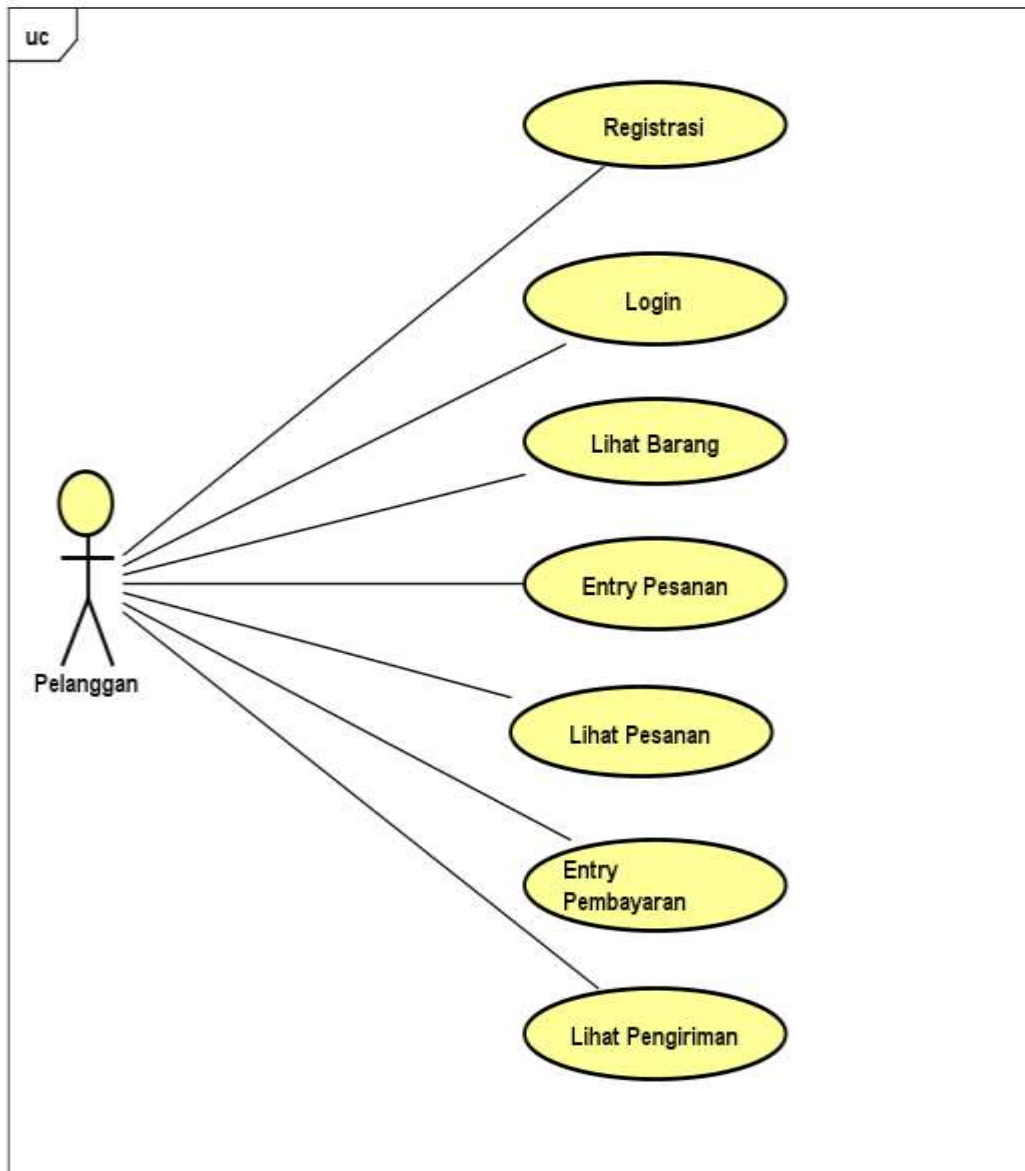 uc
Registrasi
Login
Lihat Barang
Entry Pesanan
Pelanggan
Lihat Pesanan
Entry
Pembayaran
Lihat Pengiriman